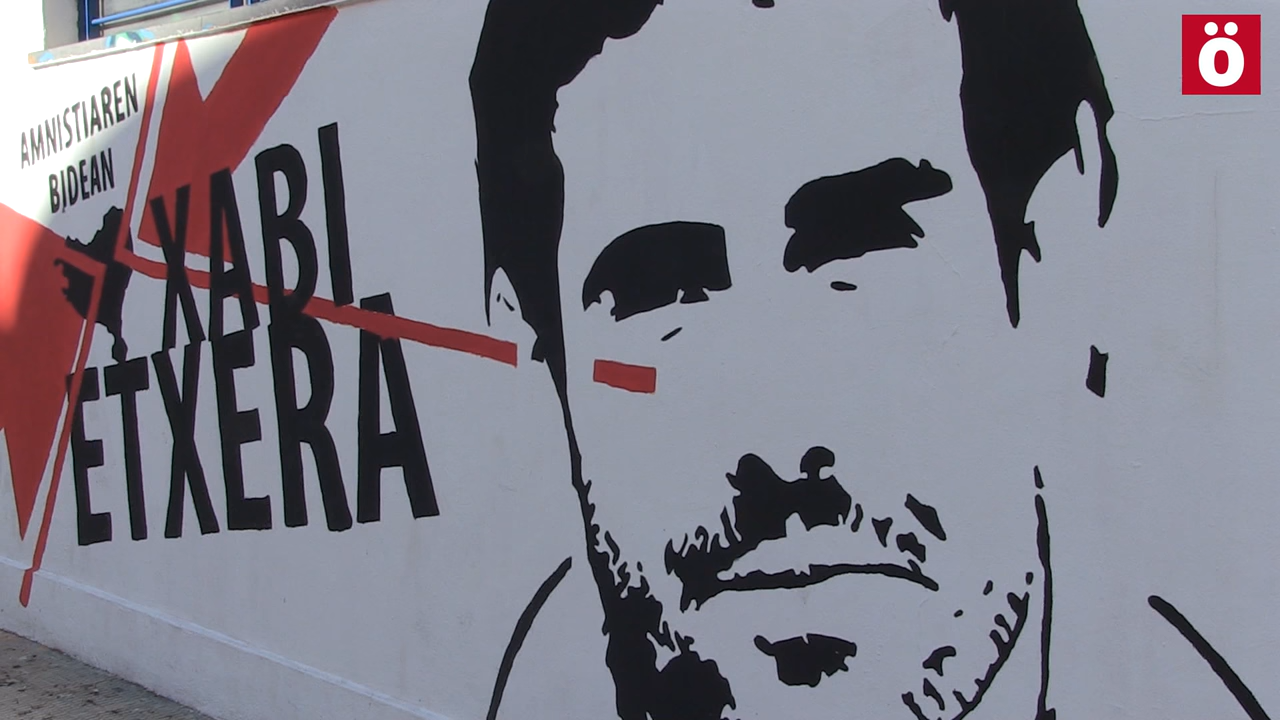 AMNISTIAREN
BIDEAN
XABI
ETXERA
Ö